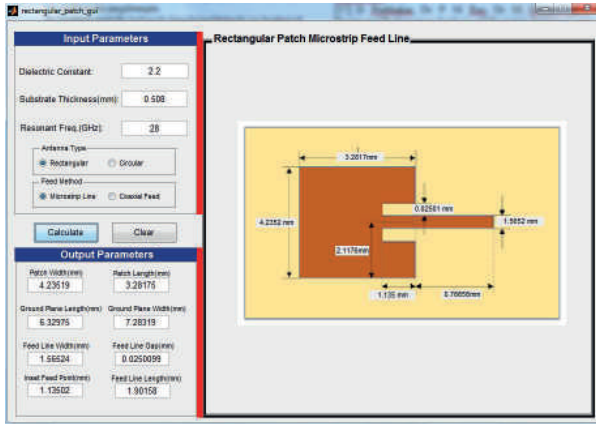 rectangular_patch_gui
Input Parameters
Dielectric Constant: 2.2
Substrate Thickness(mm): 0.508
Resonant Freq.(GHz): 28
Antenna Type
Rectangular Circular
Feed Method
Microstrip Line Coaxial Feed
Calculate Clear
Output Parameters
Patch Width(mm) Patch Length(mm)
4.23519 3.28175
Ground Plane Length(mm) Ground Plane Width(mm)
6.32975 7.28319
Feed Line Width(mm) Feed Line Gap(mm)
1.56524 0.0250099
Inset Feed Point(mm) Feed Line Length(mm)
1.13502 1.90158
Rectangular Patch Microstrip Feed Line
3.2817mm
0.02501 mm
4.2352 mm
1.5652 mm
2.1176mm
1.135 mm
0.76656mm